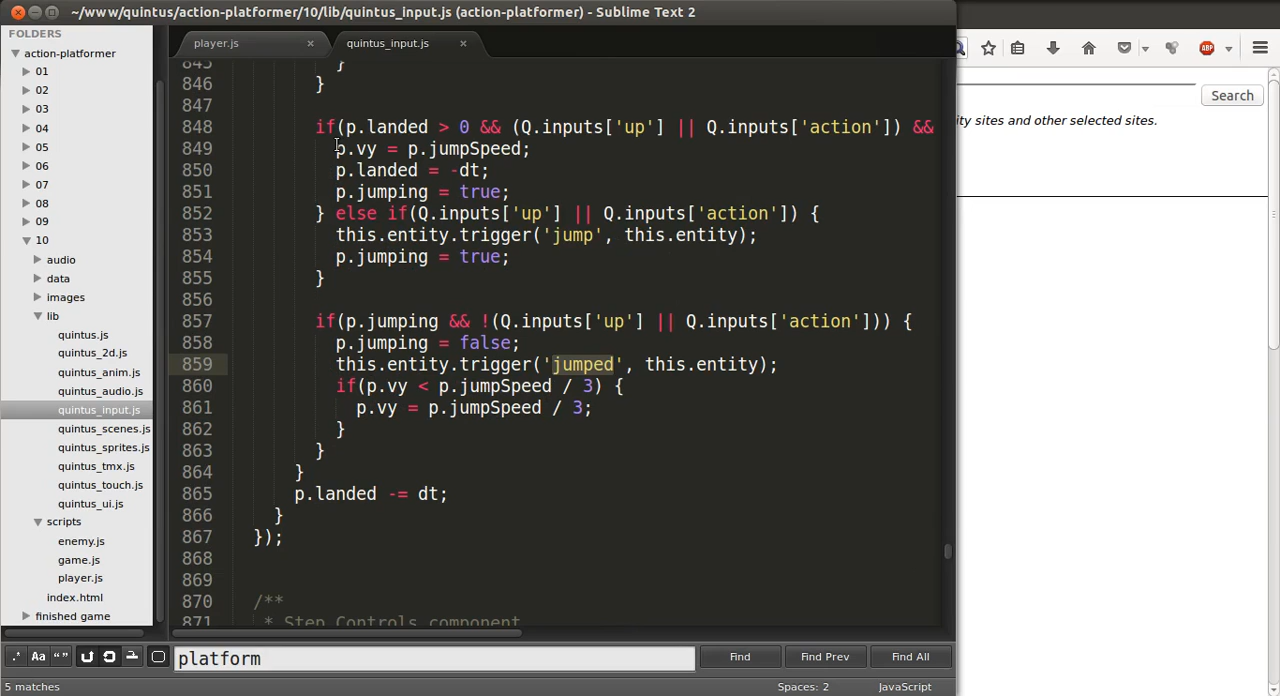 ~/www/quintus/action-platformer/10/lib/quintus_input.js (action-platformer) - Sublime Text 2
FOLDERS
action-platformer
01
02
03
04
05
06
07
08
09
10
audio
data
images
lib
quintus.js
quintus_2d.js
quintus_anim.js
quintus_audio.js
quintus_input.js
quintus_scenes.js
quintus_sprites.js
quintus_tmx.js
quintus_touch.js
quintus_ui.js
scripts
enemy.js
game.js
player.js
index.html
finished game
player.js ×
quintus_input.js ×
845 }
846 }
847
848 if(p.landed > 0 && (Q.inputs['up'] || Q.inputs['action']) &&
849 p.vy = p.jumpSpeed;
850 p.landed = -dt;
851 p.jumping = true;
852 } else if(Q.inputs['up'] || Q.inputs['action']) {
853 this.entity.trigger('jump', this.entity);
854 p.jumping = true;
855 }
856
857 if(p.jumping && !(Q.inputs['up'] || Q.inputs['action'])) {
858 p.jumping = false;
859 this.entity.trigger('jumped', this.entity);
860 if(p.vy < p.jumpSpeed / 3) {
861 p.vy = p.jumpSpeed / 3;
862 }
863 }
864 }
865 p.landed -= dt;
866 }
867 });
868
869
870 /**
871 * Step Controls component
.* Aa “ ” platform Find Find Prev Find All
5 matches Spaces: 2 JavaScript
ABP
Search
ity sites and other selected sites.